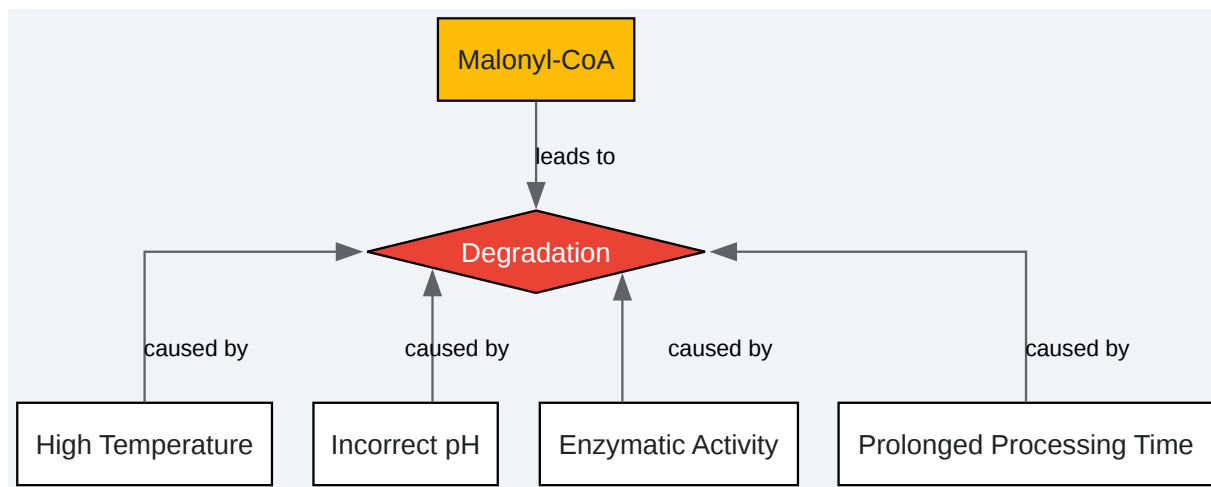 Malonyl-CoA
leads to
Degradation
caused by
caused by
caused by
caused by
High Temperature
Incorrect pH
Enzymatic Activity
Prolonged Processing Time